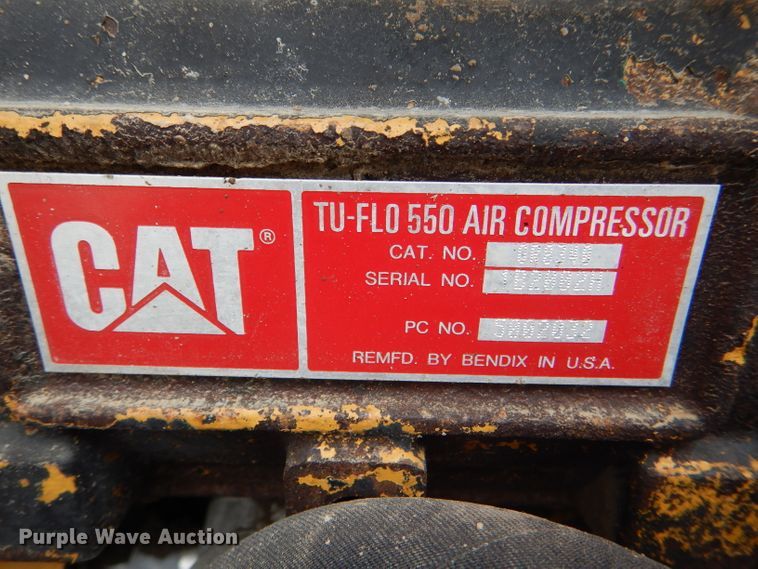 CAT®
TU-FLO 550 AIR COMPRESSOR
CAT. NO.
SERIAL NO.
PC NO.
REMFD. BY BENDIX IN U.S.A.
Purple Wave Auction